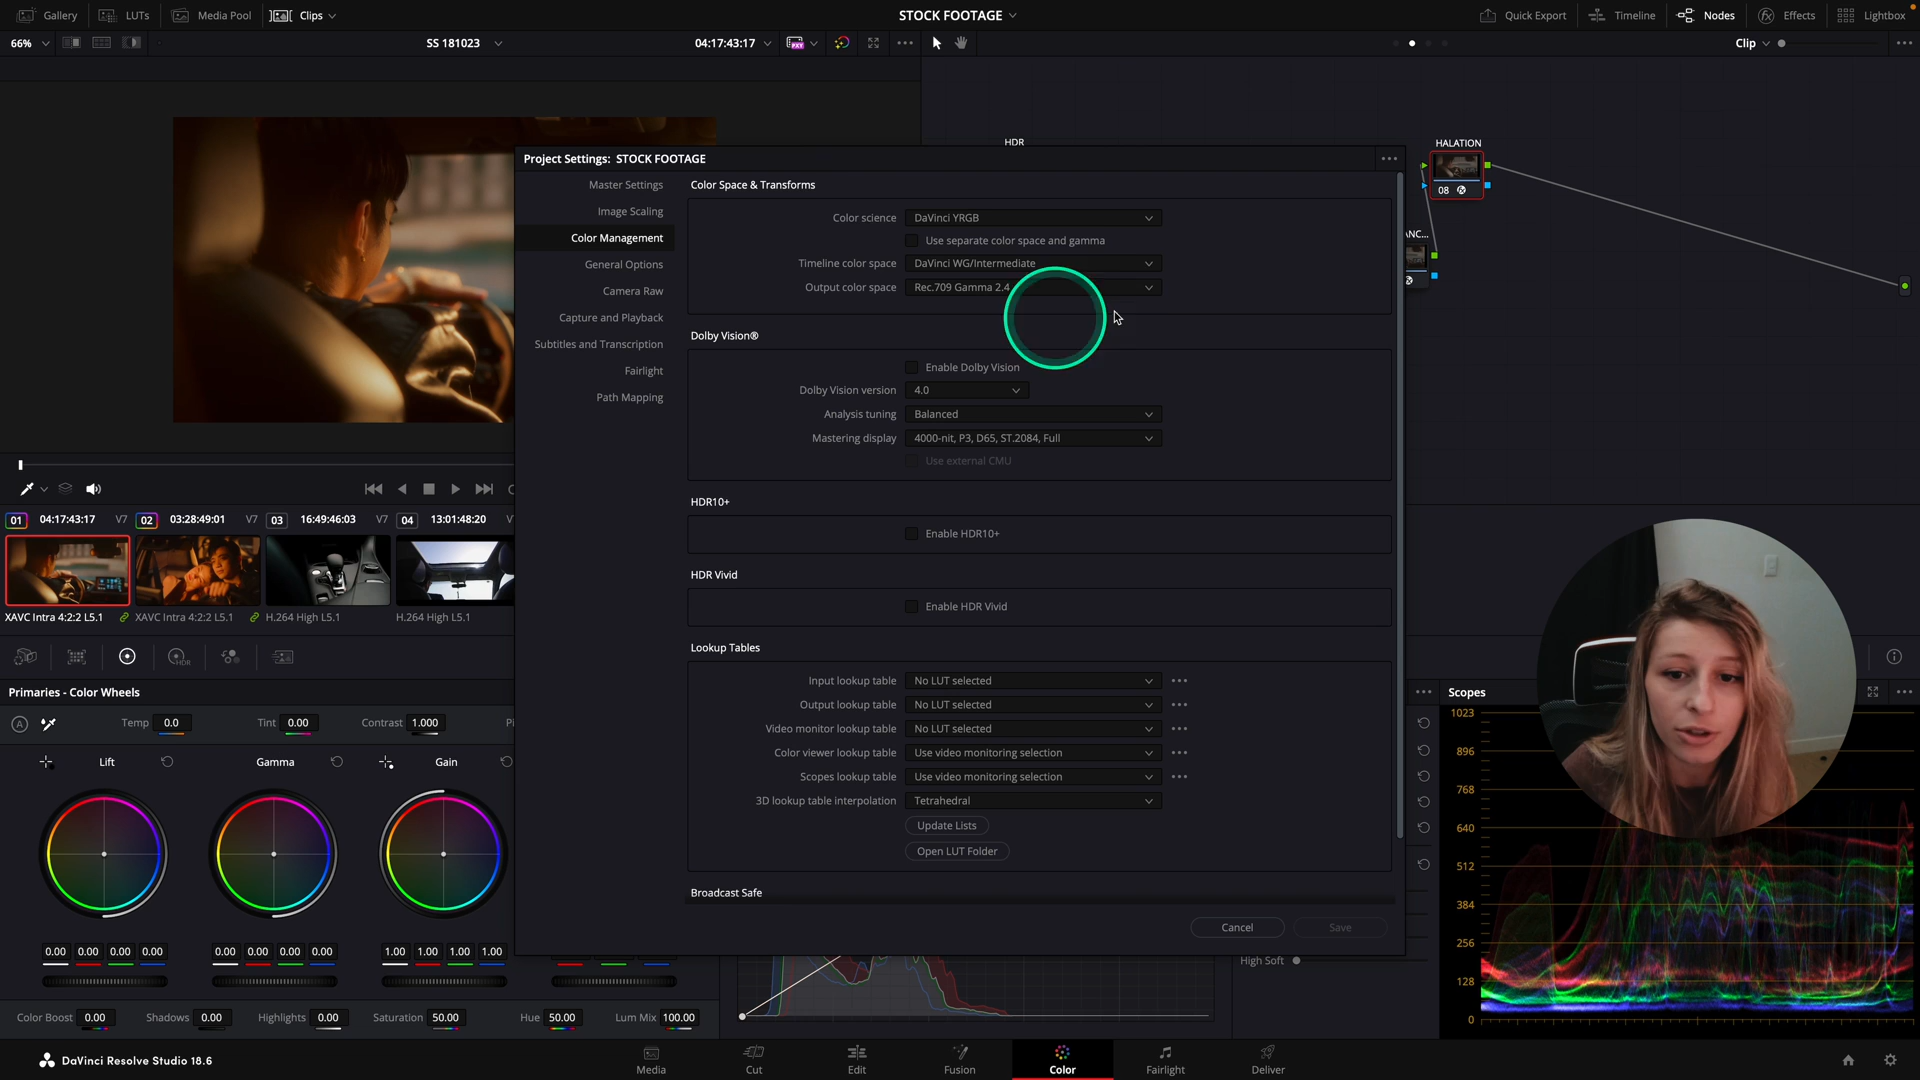 Gallery LUTs Media Pool Clips STOCK FOOTAGE Quick Export Timeline Nodes Effects Lightbox
66% SS 181023 04:17:43:17 PXY Clip
HDR
HALATION
08
ANC...
Project Settings: STOCK FOOTAGE
Master Settings
Image Scaling
Color Management
General Options
Camera Raw
Capture and Playback
Subtitles and Transcription
Fairlight
Path Mapping
Color Space & Transforms
Color science DaVinci YRGB
Use separate color space and gamma
Timeline color space DaVinci WG/Intermediate
Output color space Rec.709 Gamma 2.4
Dolby Vision®
Enable Dolby Vision
Dolby Vision version 4.0
Analysis tuning Balanced
Mastering display 4000-nit, P3, D65, ST.2084, Full
Use external CMU
HDR10+
Enable HDR10+
HDR Vivid
Enable HDR Vivid
Lookup Tables
Input lookup table No LUT selected
Output lookup table No LUT selected
Video monitor lookup table No LUT selected
Color viewer lookup table Use video monitoring selection
Scopes lookup table Use video monitoring selection
3D lookup table interpolation Tetrahedral
Update Lists
Open LUT Folder
Broadcast Safe
Cancel Save
01 04:17:43:17 V7 02 03:28:49:01 V7 03 16:49:46:03 V7 04 13:01:48:20
XAVC Intra 4:2:2 L5.1 XAVC Intra 4:2:2 L5.1 H.264 High L5.1 H.264 High L5.1
HDR
Primaries - Color Wheels
A Temp 0.0 Tint 0.00 Contrast 1.000
Lift Gamma Gain
0.00 0.00 0.00 0.00 0.00 0.00 0.00 0.00 1.00 1.00 1.00 1.00
Color Boost 0.00 Shadows 0.00 Highlights 0.00 Saturation 50.00 Hue 50.00 Lum Mix 100.00
High Soft
Scopes
1023
896
768
640
512
384
256
128
0
DaVinci Resolve Studio 18.6
Media Cut Edit Fusion Color Fairlight Deliver